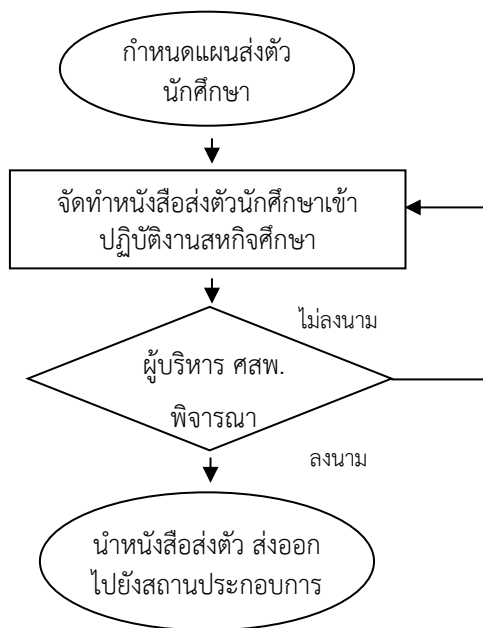 กำหนดแผนส่งตัว
นักศึกษา
จัดทำหนังสือส่งตัวนักศึกษาเข้า
ปฏิบัติงานสหกิจศึกษา
ไม่ลงนาม
ผู้บริหาร ศสพ.
พิจารณา
ลงนาม
นำหนังสือส่งตัว ส่งออก
ไปยังสถานประกอบการ